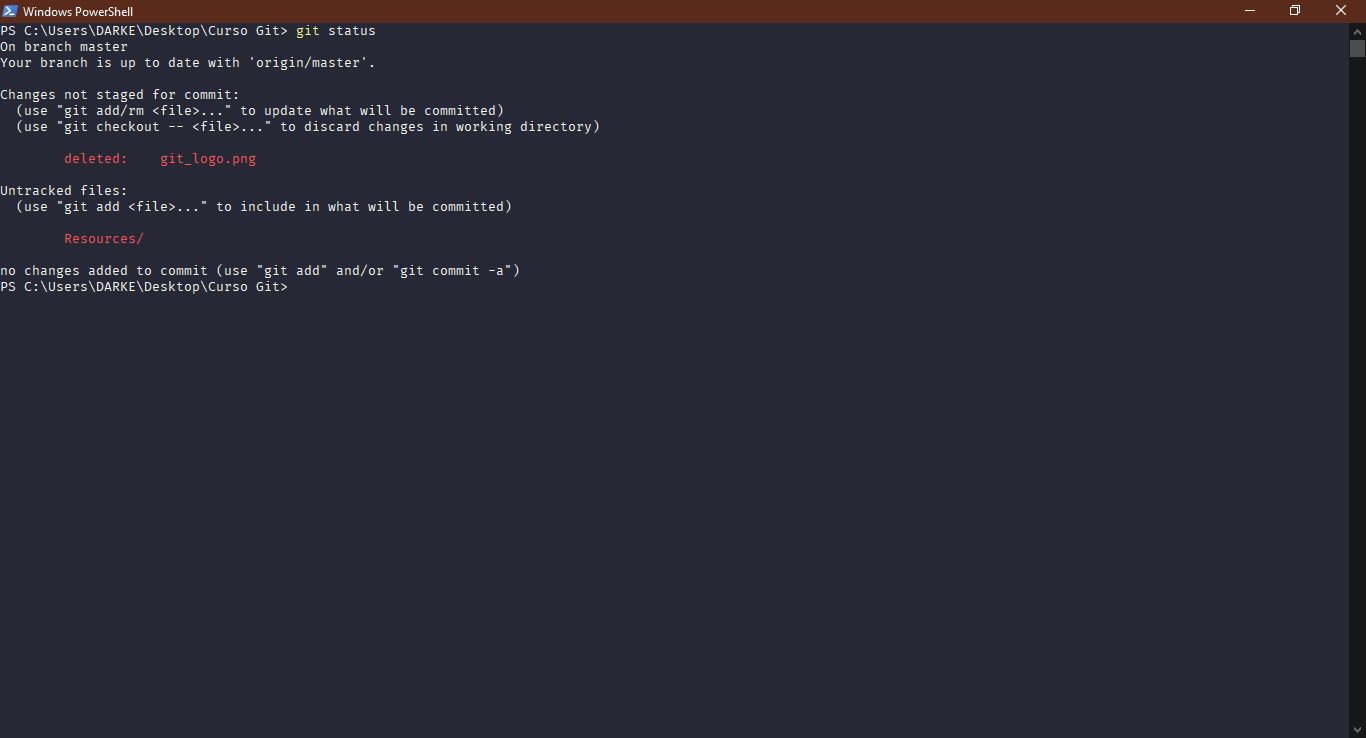 Windows PowerShell
PS C:\Users\DARKE\Desktop\Curso Git> git status
On branch master
Your branch is up to date with 'origin/master'.
Changes not staged for commit:
(use "git add/rm <file>..." to update what will be committed)
(use "git checkout -- <file>..." to discard changes in working directory)
deleted: git_logo.png
Untracked files:
(use "git add <file>..." to include in what will be committed)
Resources/
no changes added to commit (use "git add" and/or "git commit -a")
PS C:\Users\DARKE\Desktop\Curso Git>